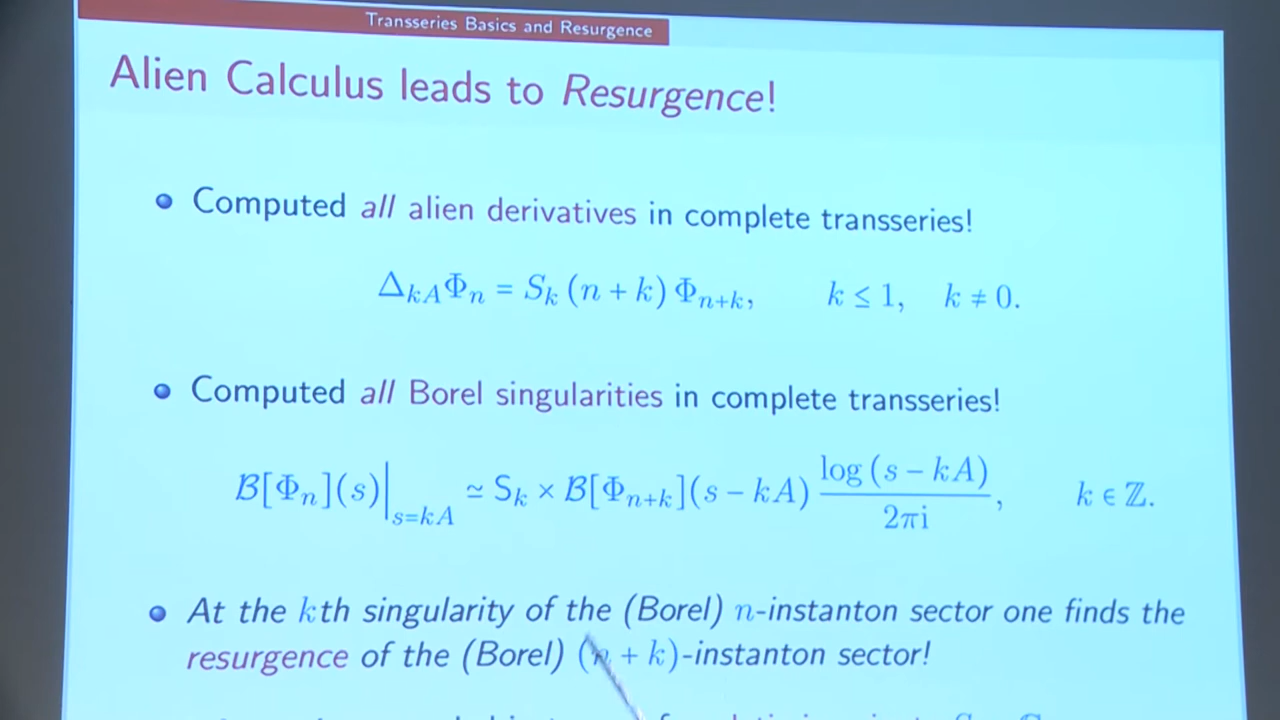 Transseries Basics and Resurgence
Alien Calculus leads to Resurgence!
Computed all alien derivatives in complete transseries!
Δ_{kA}Φ_n = S_k (n + k) Φ_{n+k},    k ≤ 1,    k ≠ 0.
Computed all Borel singularities in complete transseries!
B[Φ_n](s)|_{s=kA} ≃ S_k × B[Φ_{n+k}](s − kA) log (s − kA) / 2πi,    k ∈ ℤ.
At the kth singularity of the (Borel) n-instanton sector one finds the
resurgence of the (Borel) (n + k)-instanton sector!